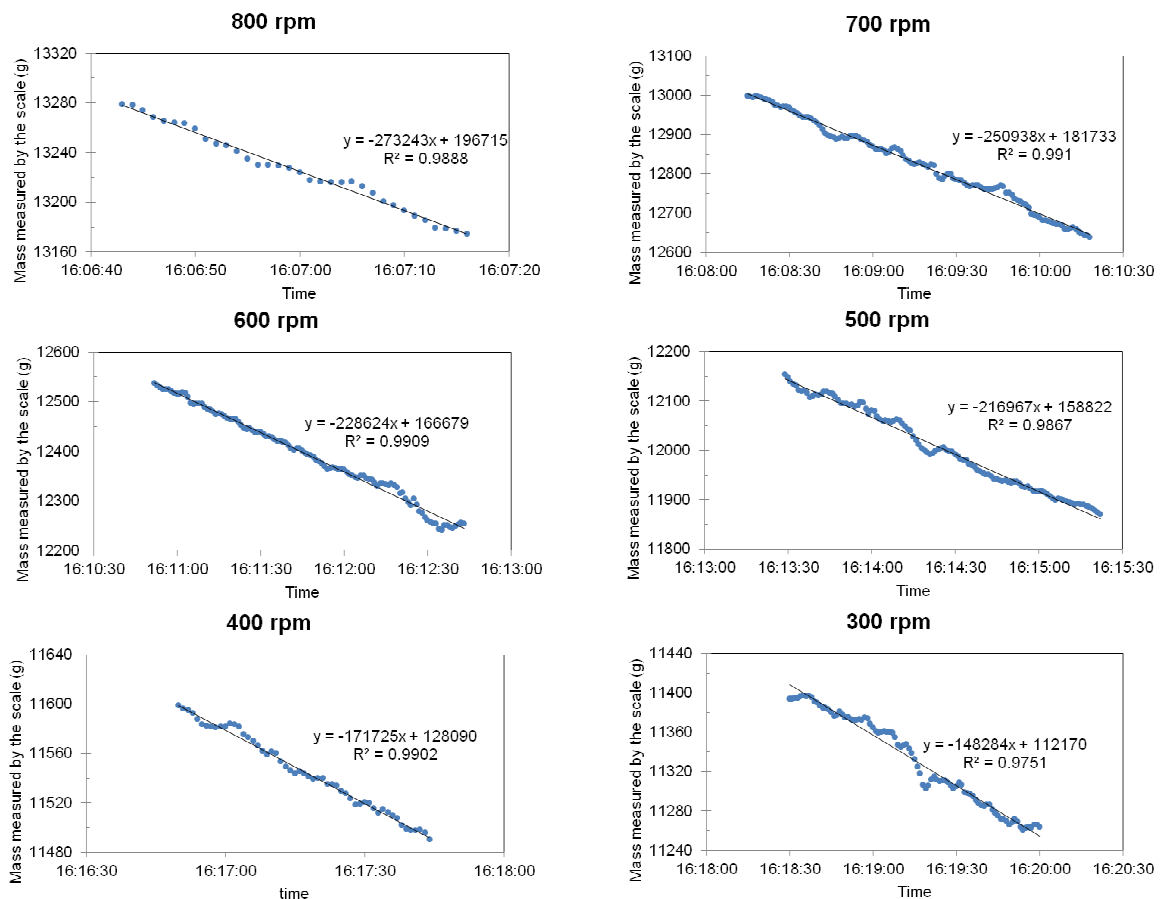 800 rpm
Mass measured by the scale (g)
13320
13280
13240
13200
13160
y = -273243x + 196715
R² = 0.9888
16:06:40 16:06:50 16:07:00 16:07:10 16:07:20
Time
700 rpm
Mass measured by the scale (g)
13100
13000
12900
12800
12700
12600
y = -250938x + 181733
R² = 0.991
16:08:00 16:08:30 16:09:00 16:09:30 16:10:00 16:10:30
Time
600 rpm
Mass measured by the scale (g)
12600
12500
12400
12300
12200
y = -228624x + 166679
R² = 0.9909
16:10:30 16:11:00 16:11:30 16:12:00 16:12:30 16:13:00
Time
500 rpm
Mass measured by the scale (g)
12200
12100
12000
11900
11800
y = -216967x + 158822
R² = 0.9867
16:13:00 16:13:30 16:14:00 16:14:30 16:15:00 16:15:30
Time
400 rpm
Mass measured by the scale (g)
11640
11600
11560
11520
11480
y = -171725x + 128090
R² = 0.9902
16:16:30 16:17:00 16:17:30 16:18:00
time
300 rpm
Mass measured by the scale (g)
11440
11400
11360
11320
11280
11240
y = -148284x + 112170
R² = 0.9751
16:18:00 16:18:30 16:19:00 16:19:30 16:20:00 16:20:30
Time